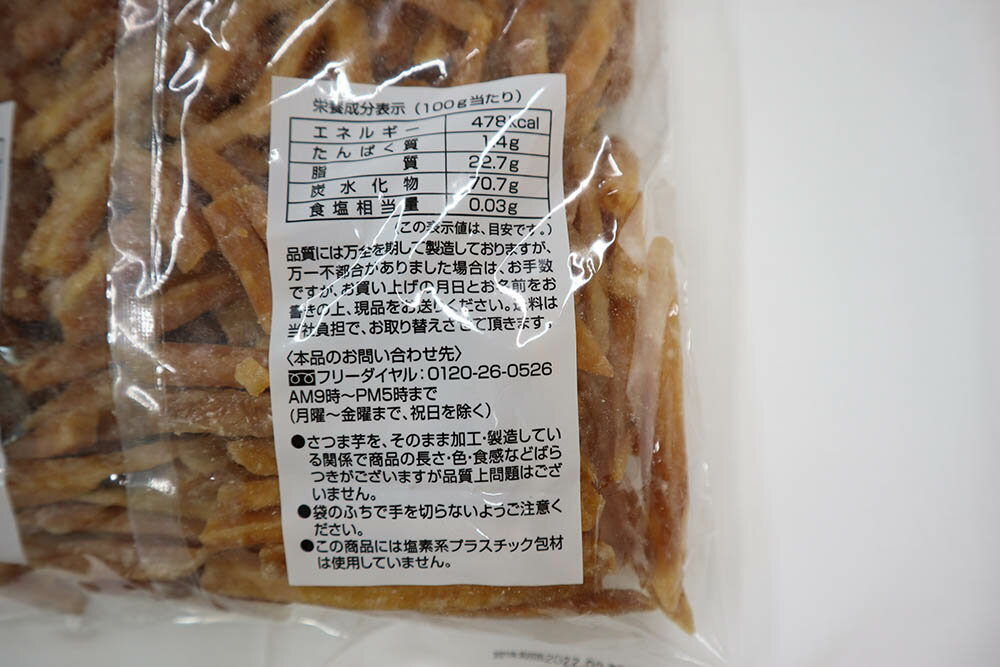 栄養成分表示（100g当たり）
エネルギー 478kcal
たんぱく質 1.4g
脂質 22.7g
炭水化物 70.7g
食塩相当量 0.03g
（この表示値は、目安です。）
品質には万全を期して製造しておりますが、
万一不都合がありました場合は、お手数
ですが、お買い上げの月日とお名前をお
書きの上、現品をお送りください。送料は
当社負担で、お取り替えさせて頂きます。
〈本品のお問い合わせ先〉
フリーダイヤル：0120-26-0526
AM9時〜PM5時まで
（月曜〜金曜まで、祝日を除く）
●さつま芋を、そのまま加工・製造してい
る関係で商品の長さ・色・食感などばら
つきがございますが品質上問題はござ
いません。
●袋のふちで手を切らないようご注意く
ださい。
●この商品には塩素系プラスチック包材
は使用していません。
2022